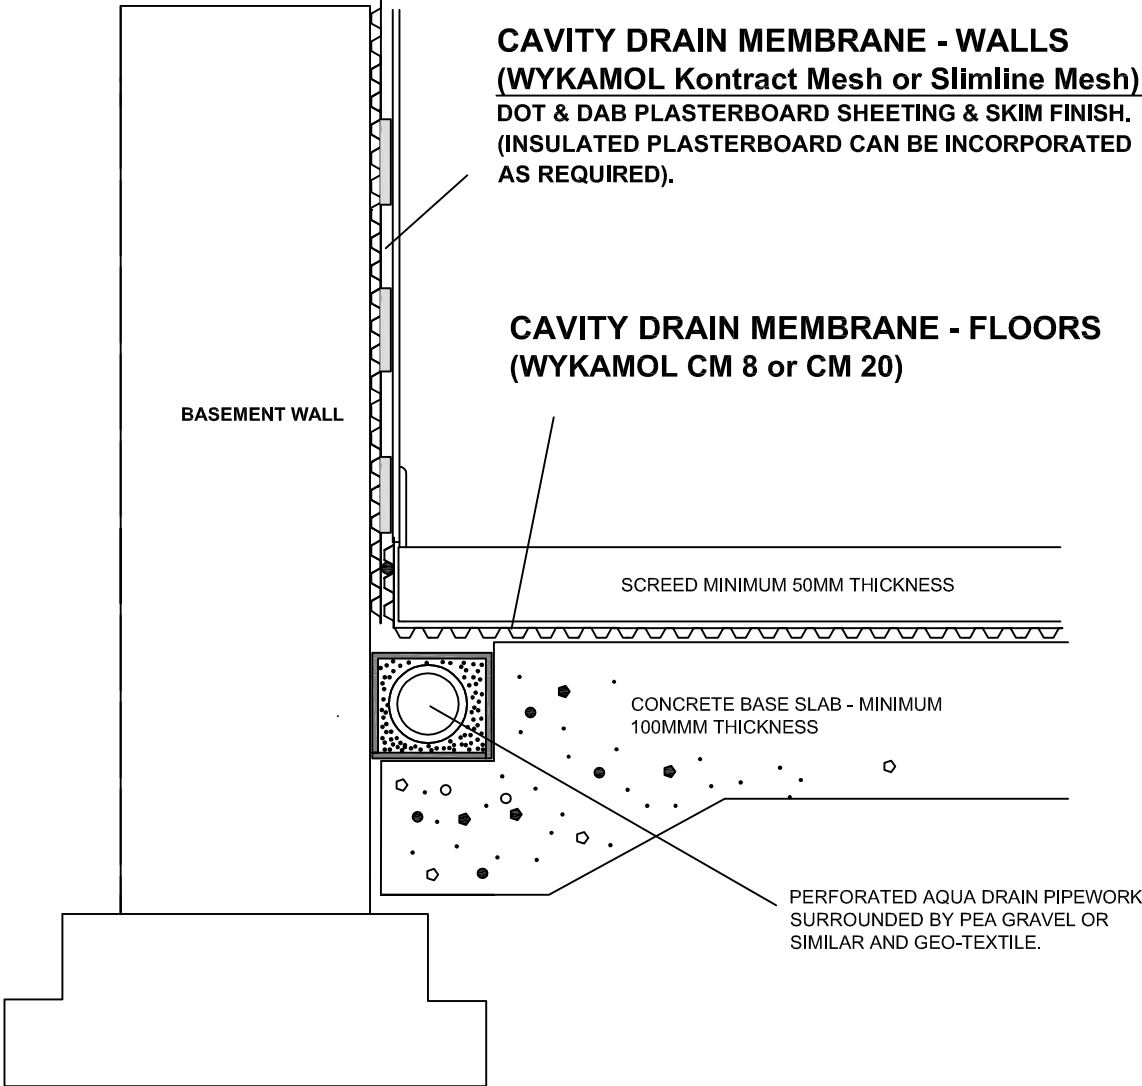 CAVITY DRAIN MEMBRANE - WALLS
(WYKAMOL Kontract Mesh or Slimline Mesh)
DOT & DAB PLASTERBOARD SHEETING & SKIM FINISH.
(INSULATED PLASTERBOARD CAN BE INCORPORATED
AS REQUIRED).
CAVITY DRAIN MEMBRANE - FLOORS
(WYKAMOL CM 8 or CM 20)
BASEMENT WALL
SCREED MINIMUM 50MM THICKNESS
CONCRETE BASE SLAB - MINIMUM
100MMM THICKNESS
PERFORATED AQUA DRAIN PIPEWORK
SURROUNDED BY PEA GRAVEL OR
SIMILAR AND GEO-TEXTILE.